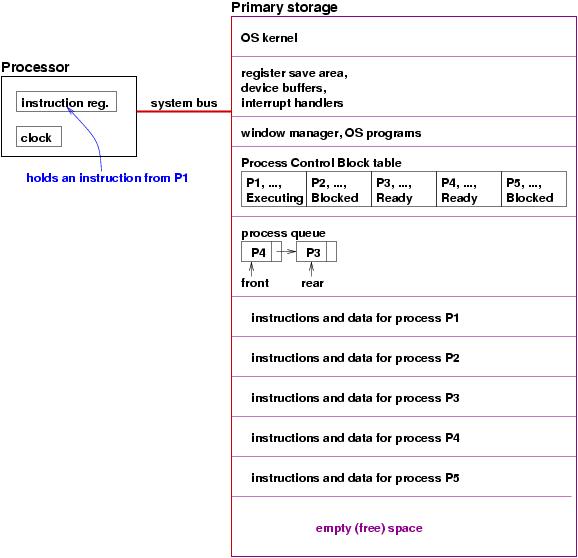 Primary storage
OS kernel
Processor
instruction reg.
clock
system bus
holds an instruction from P1
register save area,
device buffers,
interrupt handlers
window manager, OS programs
Process Control Block table
P1, ...,
Executing
P2, ...,
Blocked
P3, ...,
Ready
P4, ...,
Ready
P5, ...,
Blocked
process queue
P4
P3
front
rear
instructions and data for process P1
instructions and data for process P2
instructions and data for process P3
instructions and data for process P4
instructions and data for process P5
empty (free) space